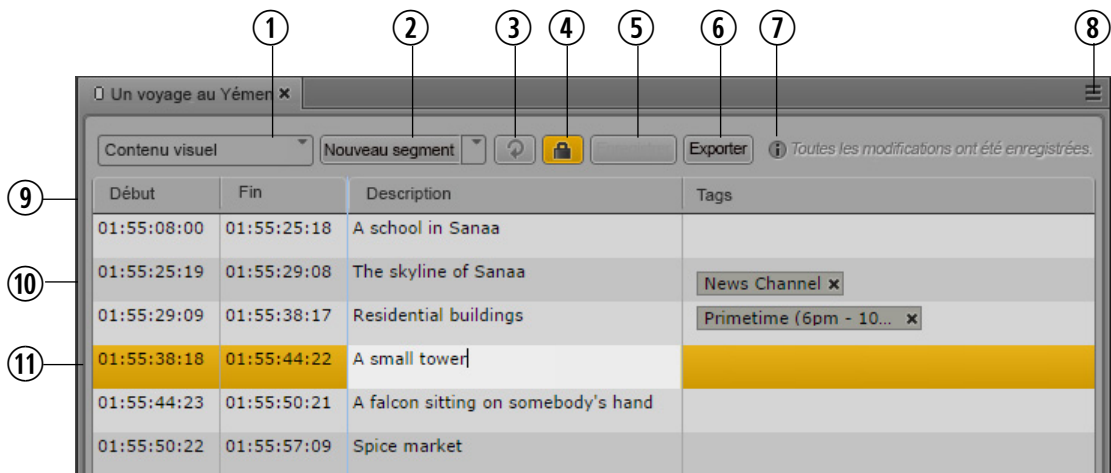 1 2 3 4 5 6 7 8
Un voyage au Yémen ×
Contenu visuel Nouveau segment Exporter Toutes les modifications ont été enregistrées.
9 Début Fin Description Tags
01:55:08:00 01:55:25:18 A school in Sanaa
10 01:55:25:19 01:55:29:08 The skyline of Sanaa News Channel ×
01:55:29:09 01:55:38:17 Residential buildings Primetime (6pm - 10... ×
11 01:55:38:18 01:55:44:22 A small tower
01:55:44:23 01:55:50:21 A falcon sitting on somebody's hand
01:55:50:22 01:55:57:09 Spice market